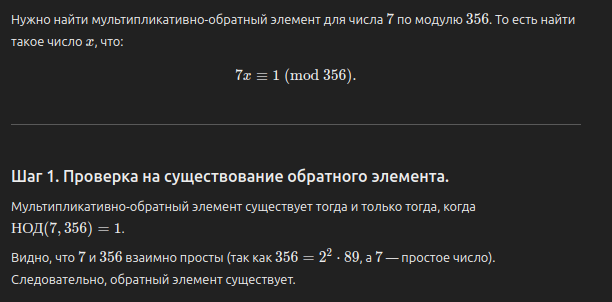 Нужно найти мультипликативно-обратный элемент для числа 7 по модулю 356. То есть найти
такое число x, что:
7x ≡ 1 (mod 356).
Шаг 1. Проверка на существование обратного элемента.
Мультипликативно-обратный элемент существует тогда и только тогда, когда
НОД(7, 356) = 1.
Видно, что 7 и 356 взаимно просты (так как 356 = 2² · 89, а 7 — простое число).
Следовательно, обратный элемент существует.